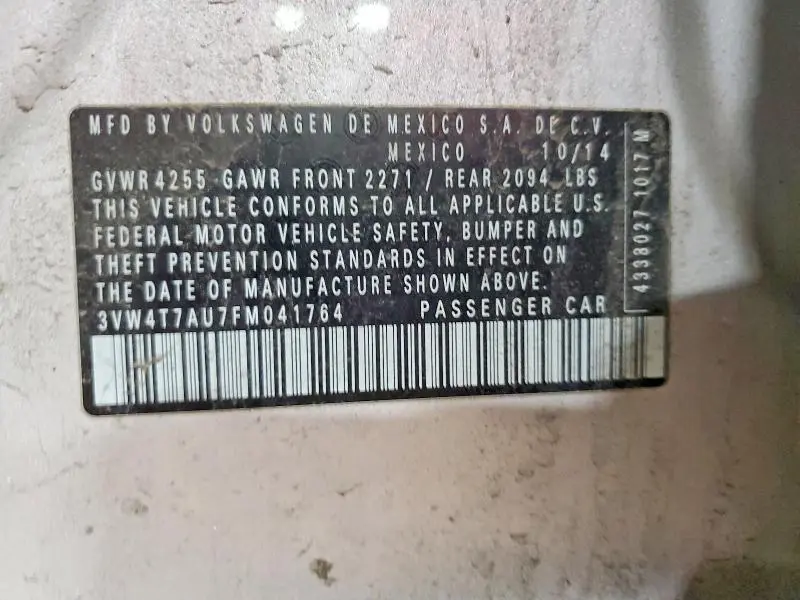 MFD BY VOLKSWAGEN DE MEXICO S.A. DE C.V.
MEXICO 10/14
GVWR 4255 GAWR FRONT 2271 / REAR 2094 LBS
THIS VEHICLE CONFORMS TO ALL APPLICABLE U.S.
FEDERAL MOTOR VEHICLE SAFETY, BUMPER AND
THEFT PREVENTION STANDARDS IN EFFECT ON
THE DATE OF MANUFACTURE SHOWN ABOVE.
3VW4T7AU7FM041764 PASSENGER CAR
4338027 1017 M